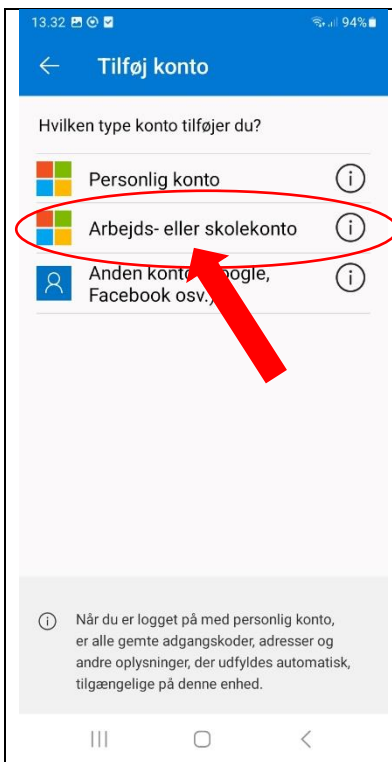 13.32 94%
Tilføj konto
Hvilken type konto tilføjer du?
Personlig konto
Arbejds- eller skolekonto
Anden konto oogle,
Facebook osv.
Når du er logget på med personlig konto,
er alle gemte adgangskoder, adresser og
andre oplysninger, der udfyldes automatisk,
tilgængelige på denne enhed.